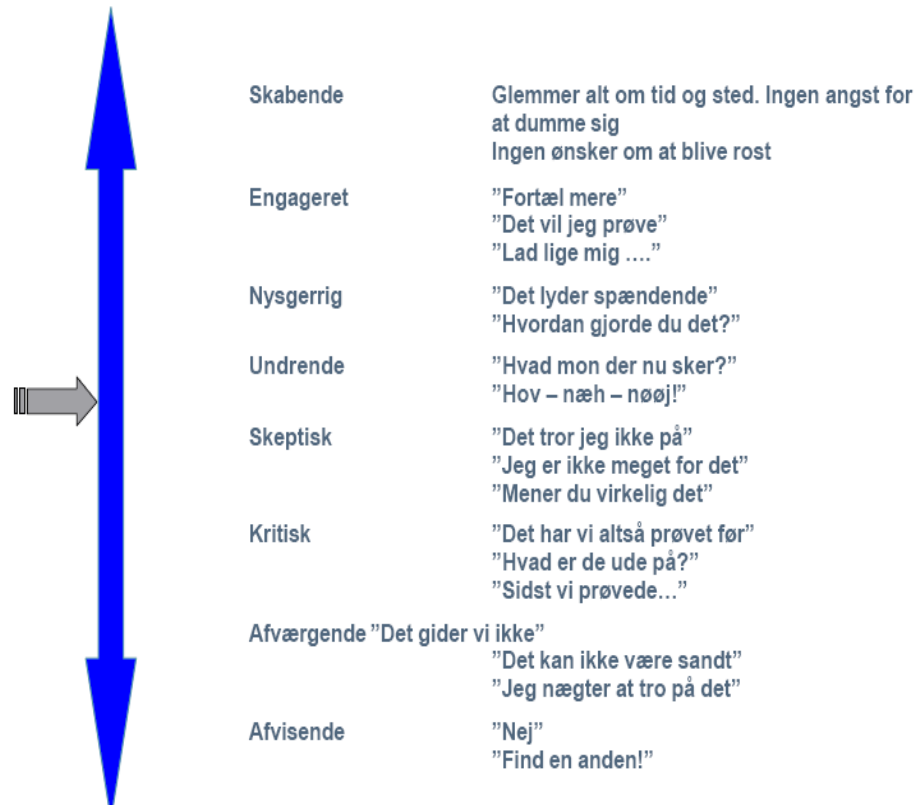 Skabende Glemmer alt om tid og sted. Ingen angst for
at dumme sig
Ingen ønsker om at blive rost
Engageret ”Fortæl mere”
”Det vil jeg prøve”
”Lad lige mig ....”
Nysgerrig ”Det lyder spændende”
”Hvordan gjorde du det?”
Undrende ”Hvad mon der nu sker?”
”Hov – næh – nøøj!”
Skeptisk ”Det tror jeg ikke på”
”Jeg er ikke meget for det”
”Mener du virkelig det”
Kritisk ”Det har vi altså prøvet før”
”Hvad er de ude på?”
”Sidst vi prøvede…”
Afværgende ”Det gider vi ikke”
”Det kan ikke være sandt”
”Jeg nægter at tro på det”
Afvisende ”Nej”
”Find en anden!”